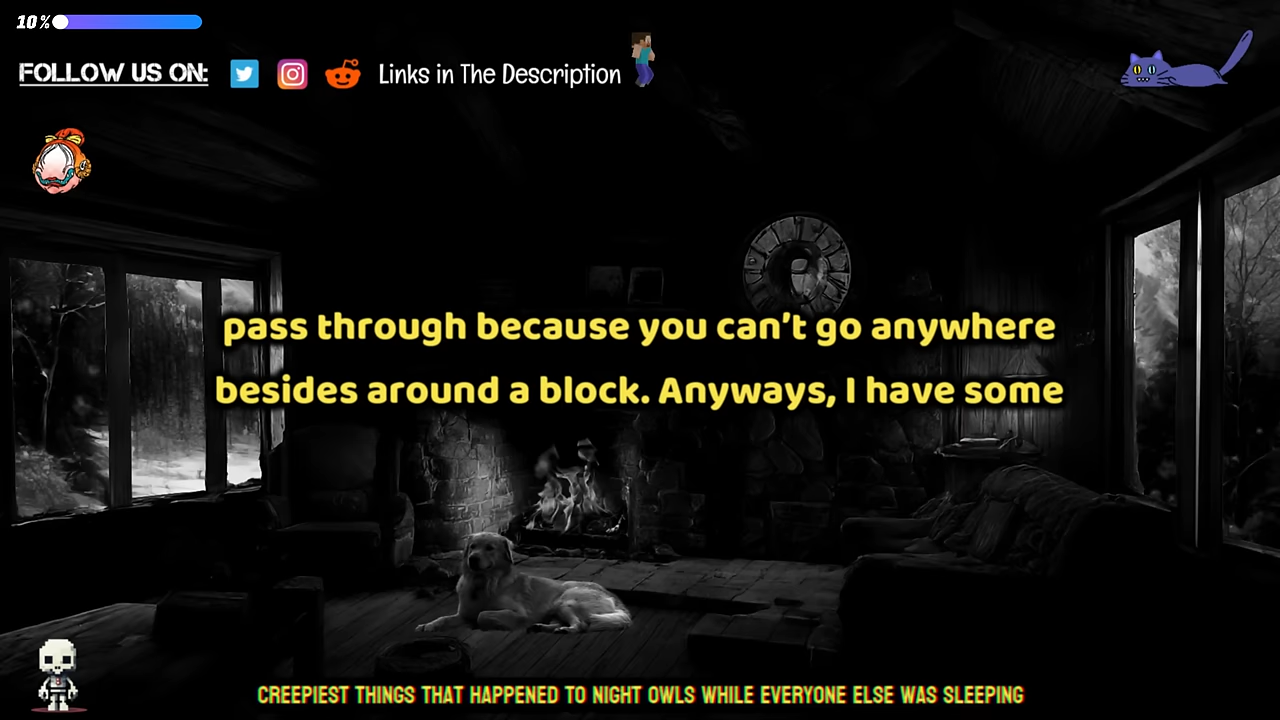 10%
FOLLOW US ON:
Links in The Description
pass through because you can't go anywhere
besides around a block. Anyways, I have some
CREEPIEST THINGS THAT HAPPENED TO NIGHT OWLS WHILE EVERYONE ELSE WAS SLEEPING